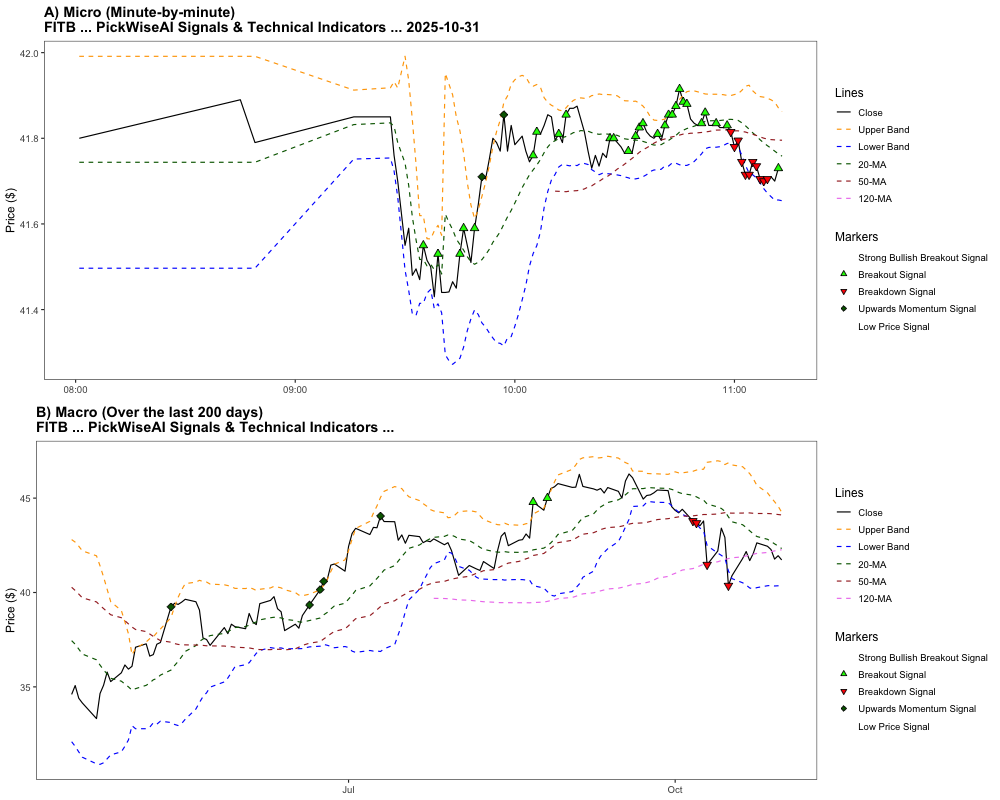 A) Micro (Minute-by-minute)
FITB ... PickWiseAI Signals & Technical Indicators ... 2025-10-31
42.0
41.8
41.6
41.4
Price ($)
08:00
09:00
10:00
11:00
Lines
Close
Upper Band
Lower Band
20-MA
50-MA
120-MA
Markers
Strong Bullish Breakout Signal
Breakout Signal
Breakdown Signal
Upwards Momentum Signal
Low Price Signal
B) Macro (Over the last 200 days)
FITB ... PickWiseAI Signals & Technical Indicators ...
45
40
35
Price ($)
Jul
Oct
Lines
Close
Upper Band
Lower Band
20-MA
50-MA
120-MA
Markers
Strong Bullish Breakout Signal
Breakout Signal
Breakdown Signal
Upwards Momentum Signal
Low Price Signal